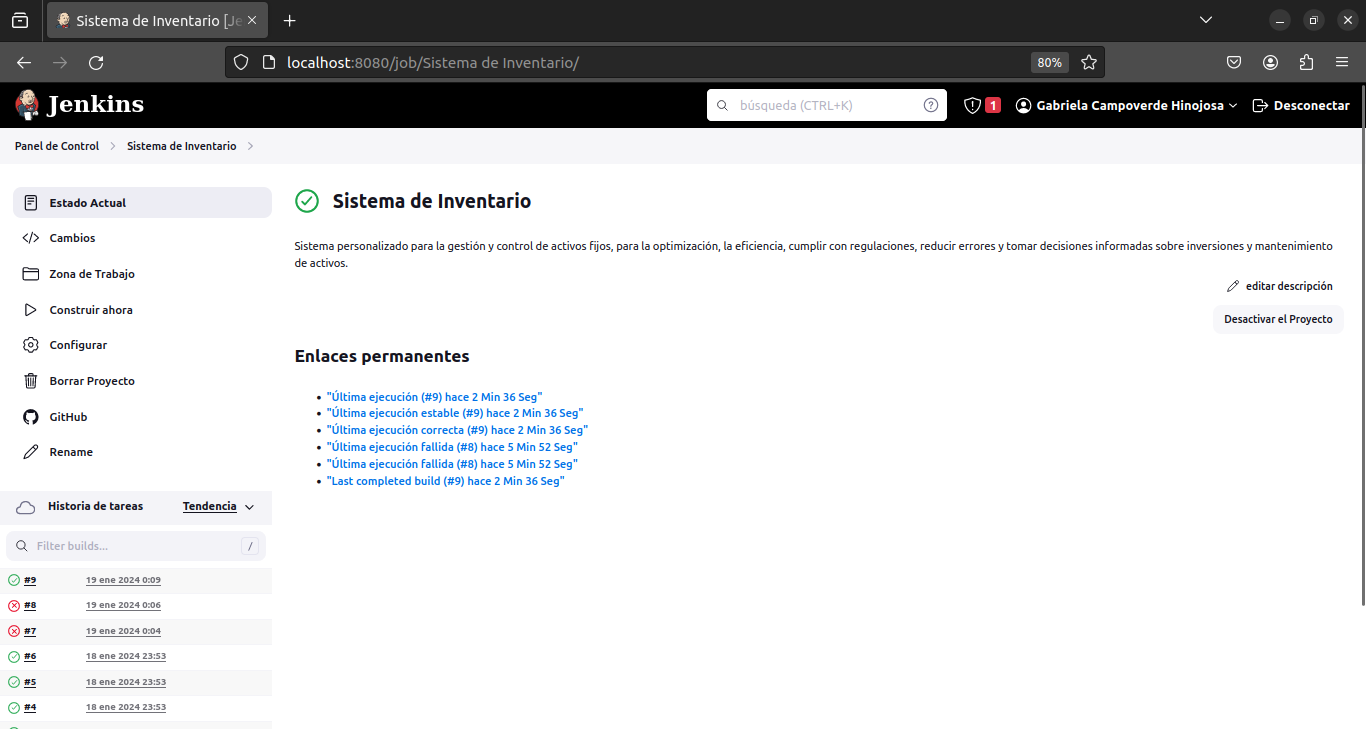 Sistema de Inventario [Je
localhost:8080/job/Sistema de Inventario/
80%
Jenkins
búsqueda (CTRL+K)
1
Gabriela Campoverde Hinojosa
Desconectar
Panel de Control
Sistema de Inventario
Estado Actual
Cambios
Zona de Trabajo
Construir ahora
Configurar
Borrar Proyecto
GitHub
Rename
Historia de tareas
Tendencia
Filter builds...
/
#9 19 ene 2024 0:09
#8 19 ene 2024 0:06
#7 19 ene 2024 0:04
#6 18 ene 2024 23:53
#5 18 ene 2024 23:53
#4 18 ene 2024 23:53
Sistema de Inventario
Sistema personalizado para la gestión y control de activos fijos, para la optimización, la eficiencia, cumplir con regulaciones, reducir errores y tomar decisiones informadas sobre inversiones y mantenimiento
de activos.
editar descripción
Desactivar el Proyecto
Enlaces permanentes
"Última ejecución (#9) hace 2 Min 36 Seg"
"Última ejecución estable (#9) hace 2 Min 36 Seg"
"Última ejecución correcta (#9) hace 2 Min 36 Seg"
"Última ejecución fallida (#8) hace 5 Min 52 Seg"
"Última ejecución fallida (#8) hace 5 Min 52 Seg"
"Last completed build (#9) hace 2 Min 36 Seg"